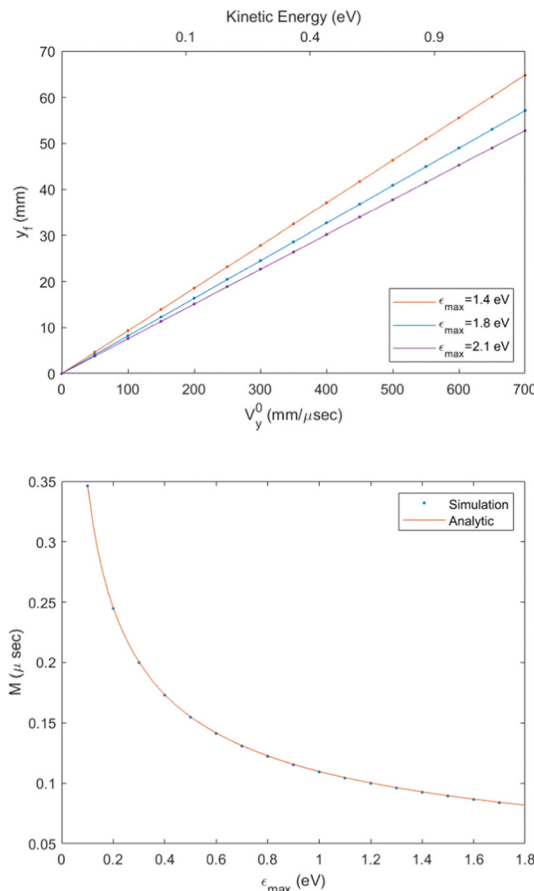 Kinetic Energy (eV)
0.1 0.4 0.9
70
60
50
40
30
20
10
0
y_f (mm)
ϵ_max=1.4 eV
ϵ_max=1.8 eV
ϵ_max=2.1 eV
0 100 200 300 400 500 600 700
V_y^0 (mm/μsec)
0.35
0.3
0.25
0.2
0.15
0.1
0.05
M (μ sec)
Simulation
Analytic
0 0.2 0.4 0.6 0.8 1 1.2 1.4 1.6 1.8
ϵ_max (eV)